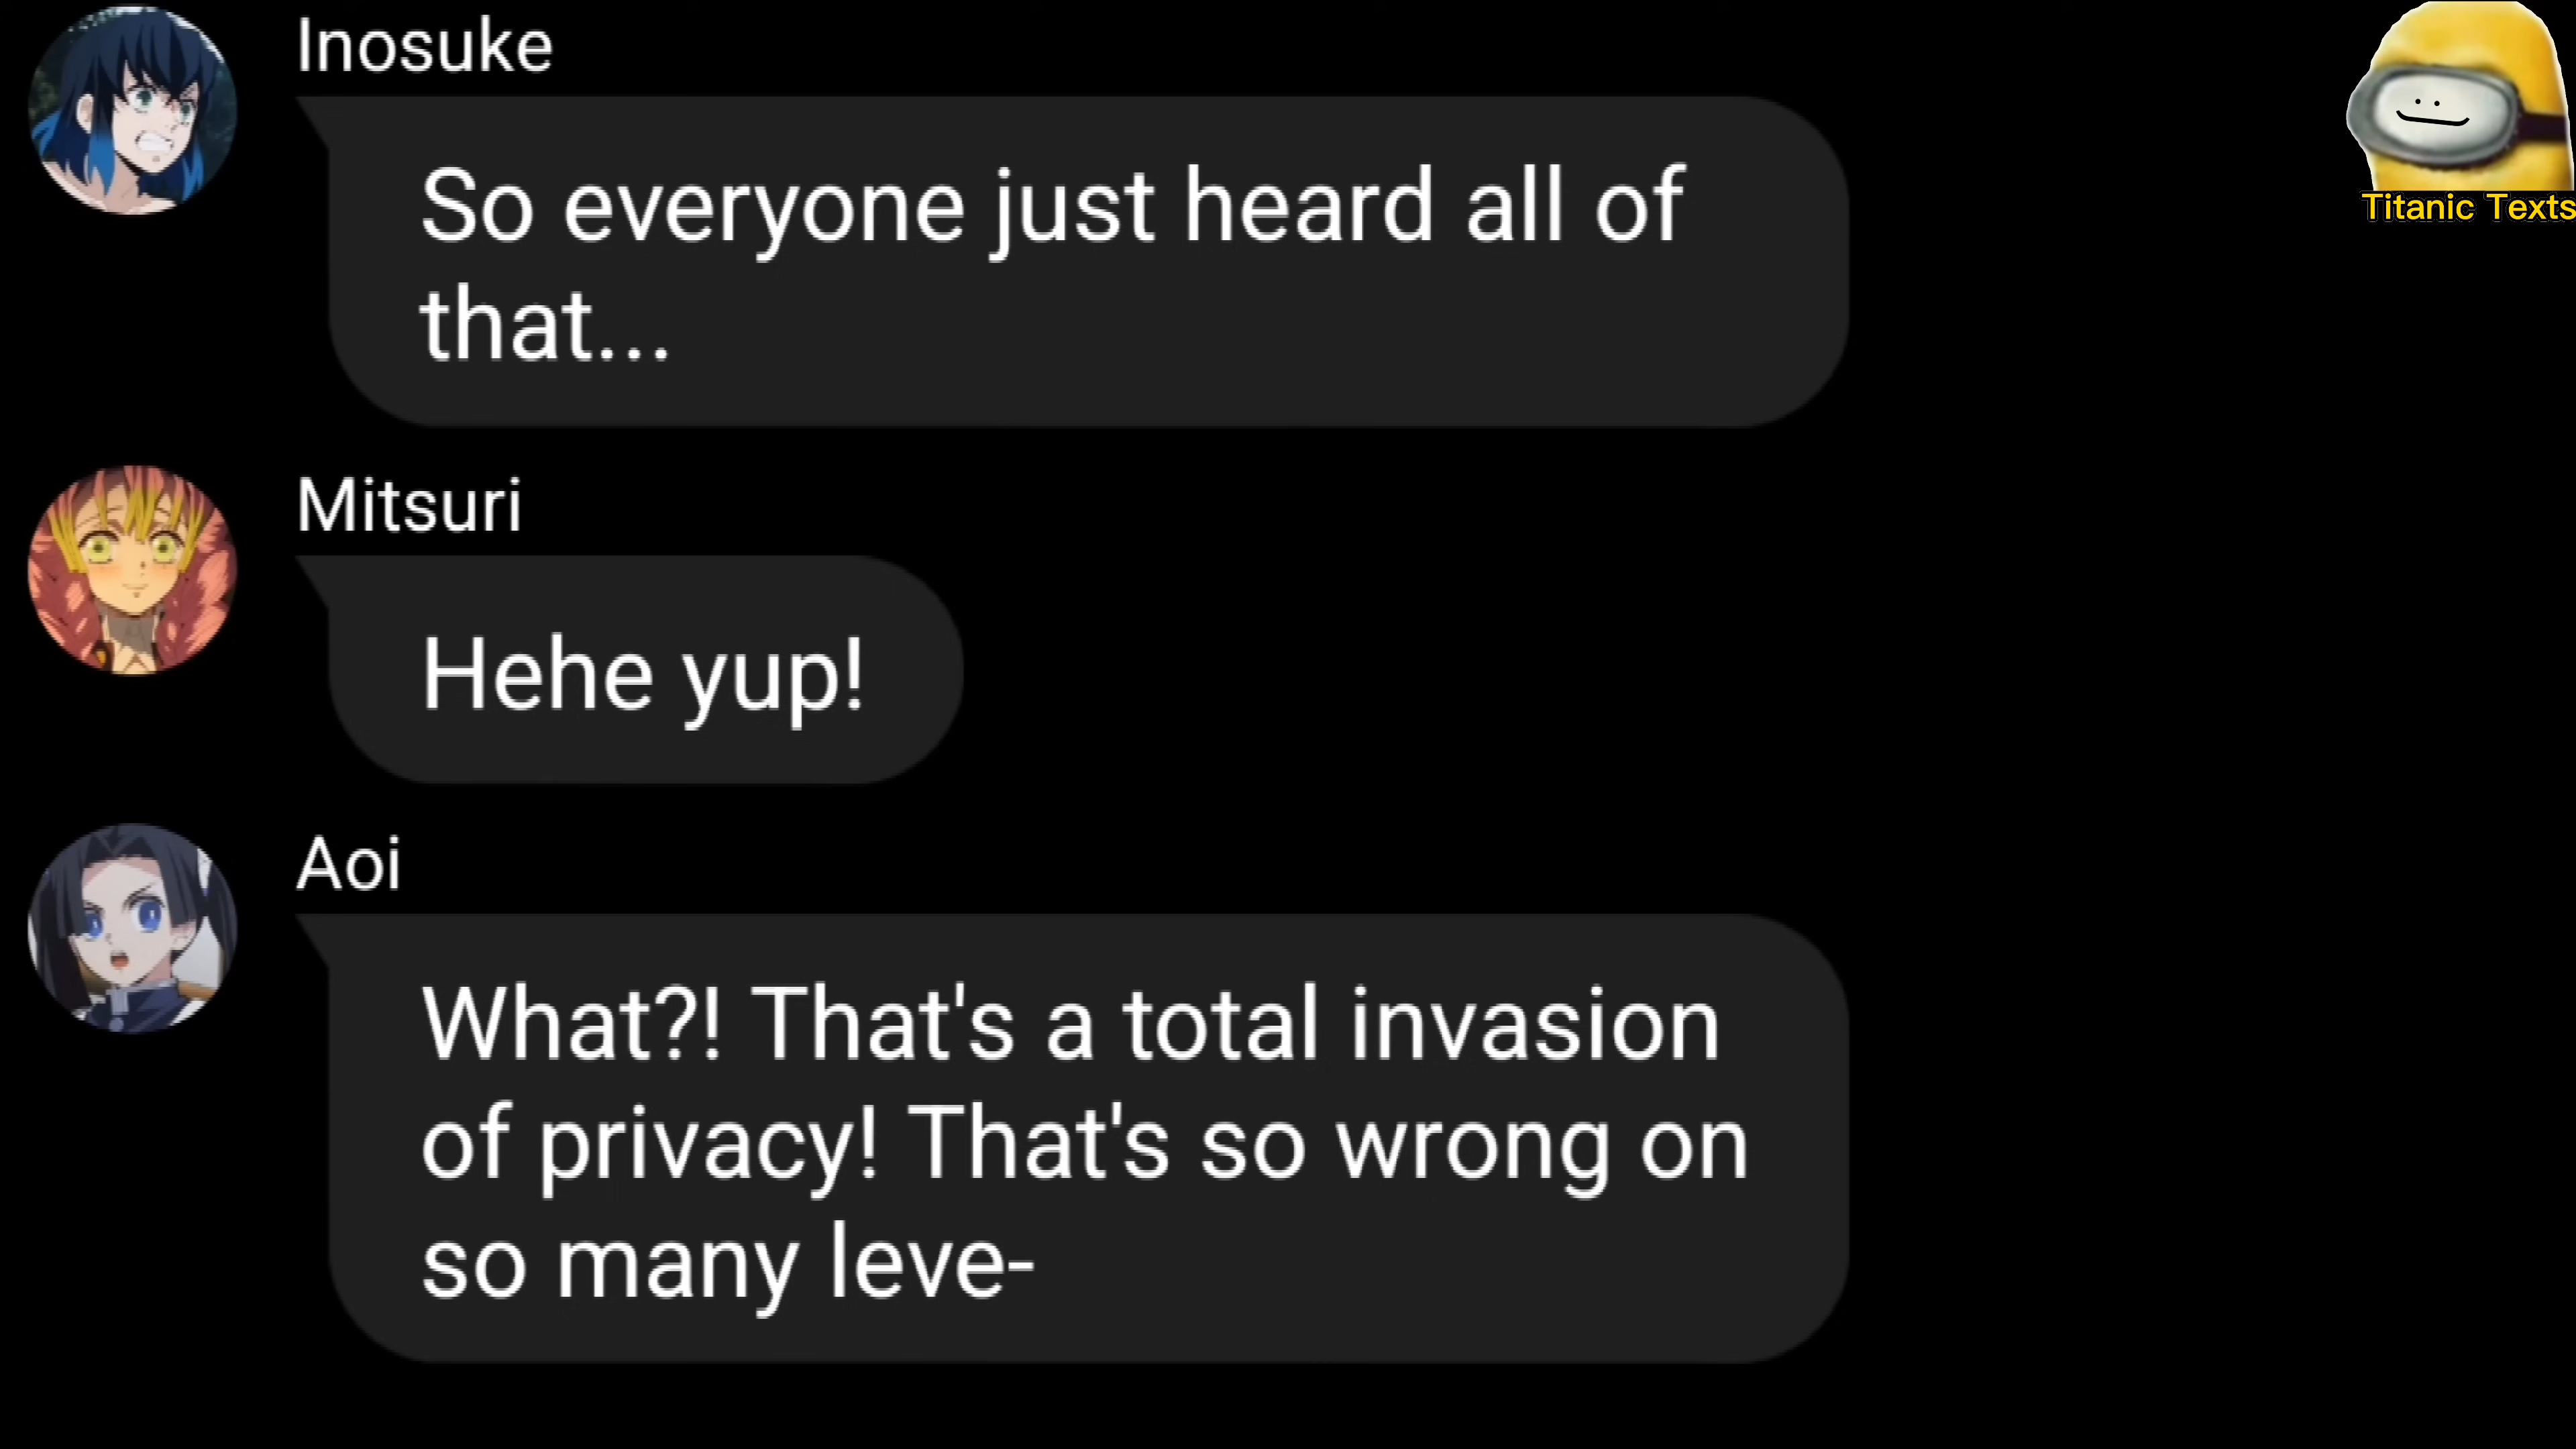 Inosuke
So everyone just heard all of
that...
Mitsuri
Hehe yup!
Aoi
What?! That's a total invasion
of privacy! That's so wrong on
so many leve-
Titanic Texts